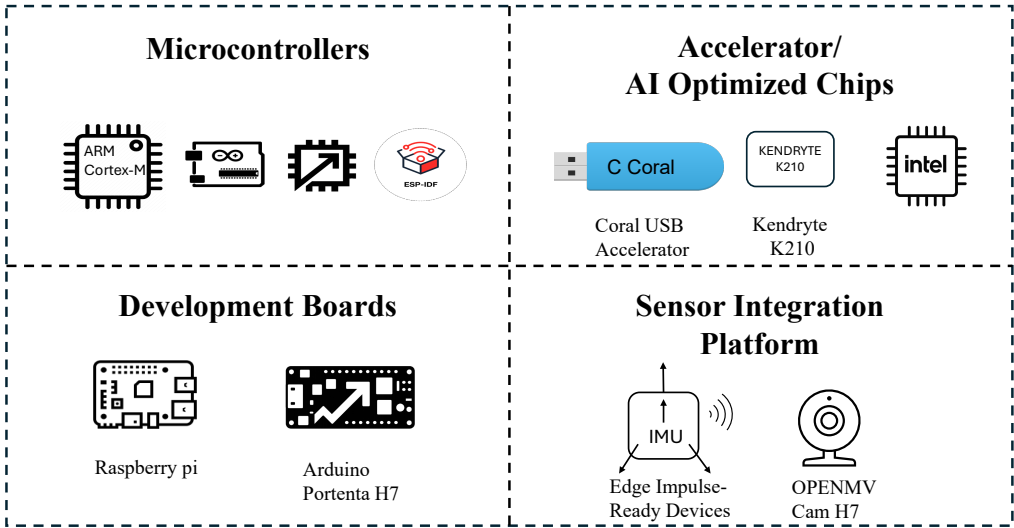 Microcontrollers
ARM
Cortex-M
ESP-IDF
Accelerator/
AI Optimized Chips
C Coral
KENDRYTE
K210
intel
Coral USB
Accelerator
Kendryte
K210
Development Boards
Raspberry pi
Arduino
Portenta H7
Sensor Integration
Platform
IMU
Edge Impulse-
Ready Devices
OPENMV
Cam H7